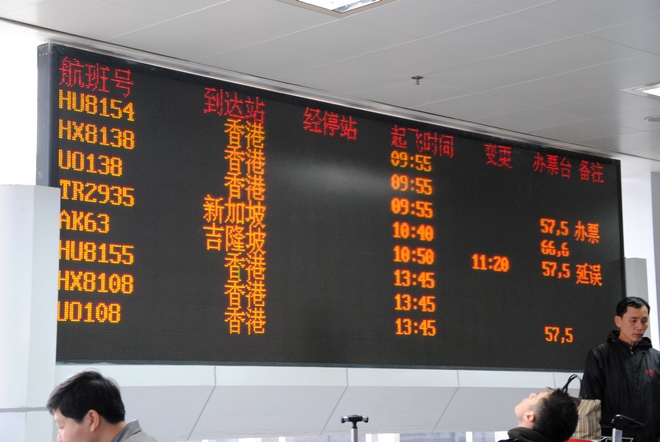 航班号 到达站 经停站 起飞时间 变更 办票台 备注
HU8154 香港 09:55
HX8138 香港 09:55
UO138 香港 09:55 57,5 办票
TR2935 新加坡 10:40 66,6
AK63 吉隆坡 10:50 11:20 57,5 延误
HU8155 香港 13:45
HX8108 香港 13:45
UO108 香港 13:45 57,5